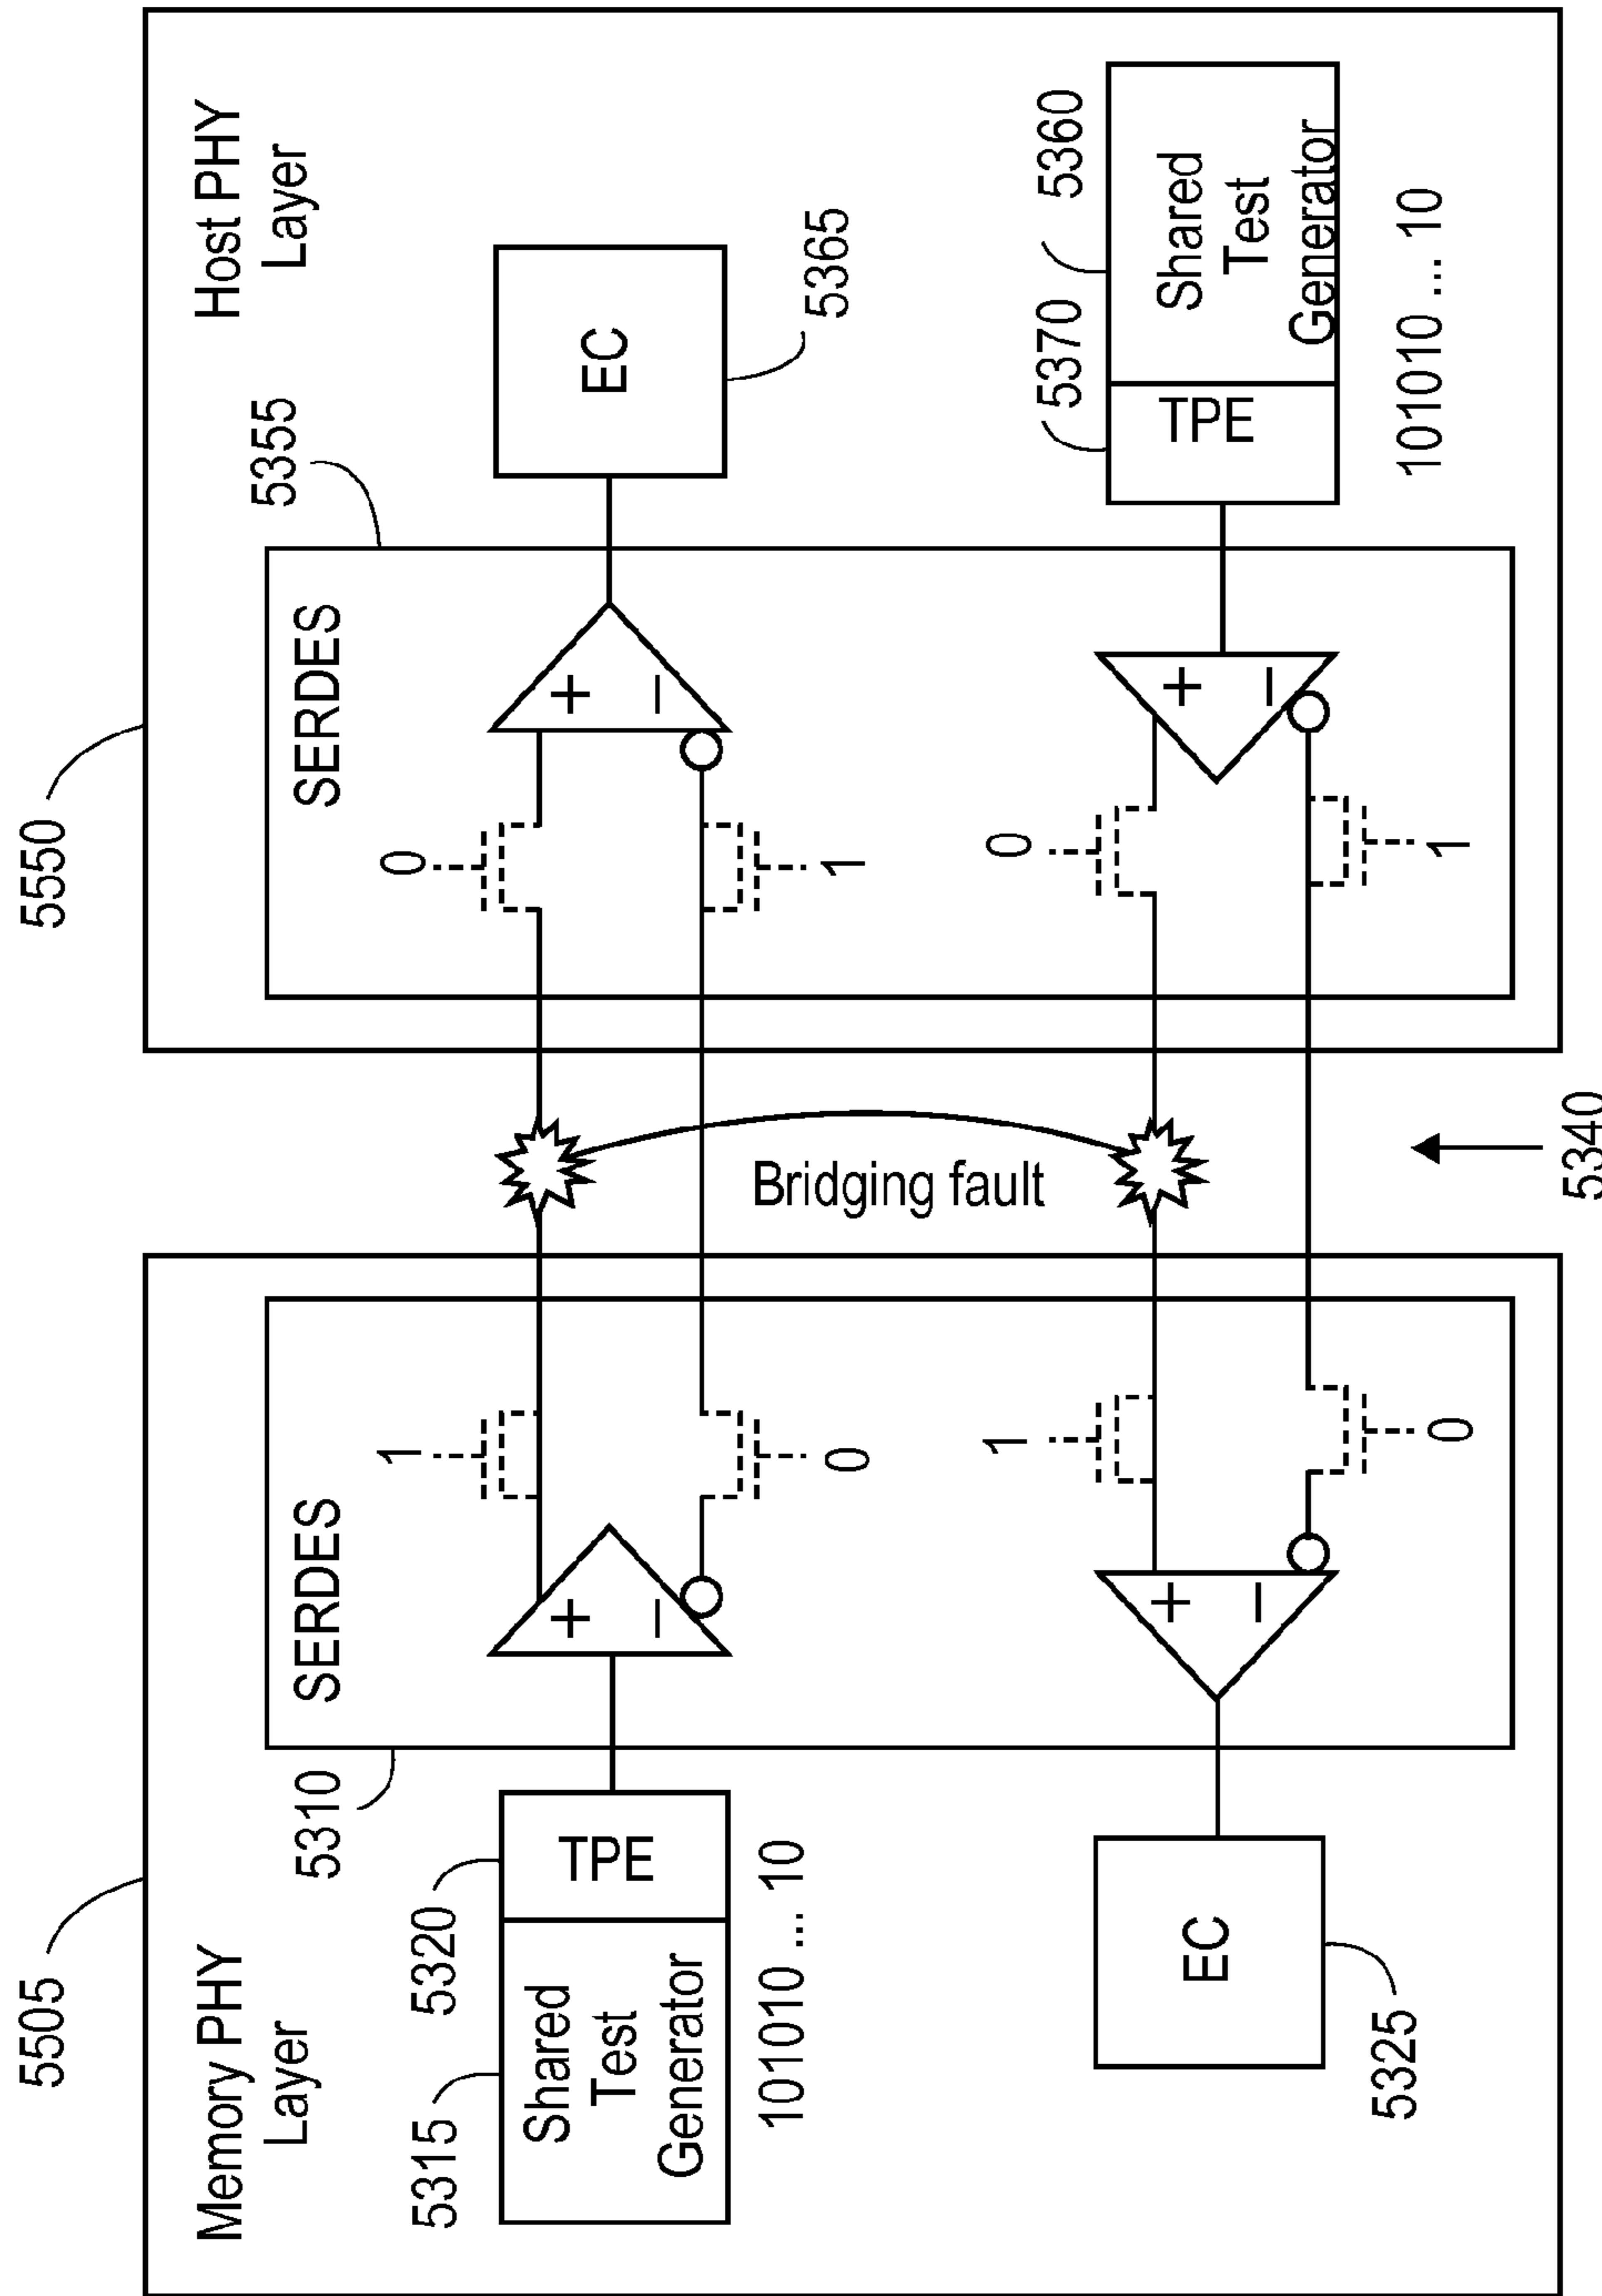 5505
5550
Memory PHY
Layer
Host PHY
Layer
5310
5355
SERDES
SERDES
5315
5320
1
0
Shared
Test
Generator
TPE
+
−
+
−
EC
5365
101010 ... 10
0
1
Bridging fault
1
0
5370
5360
EC
+
−
+
−
TPE
Shared
Test
Generator
5325
0
1
101010 ... 10
5340